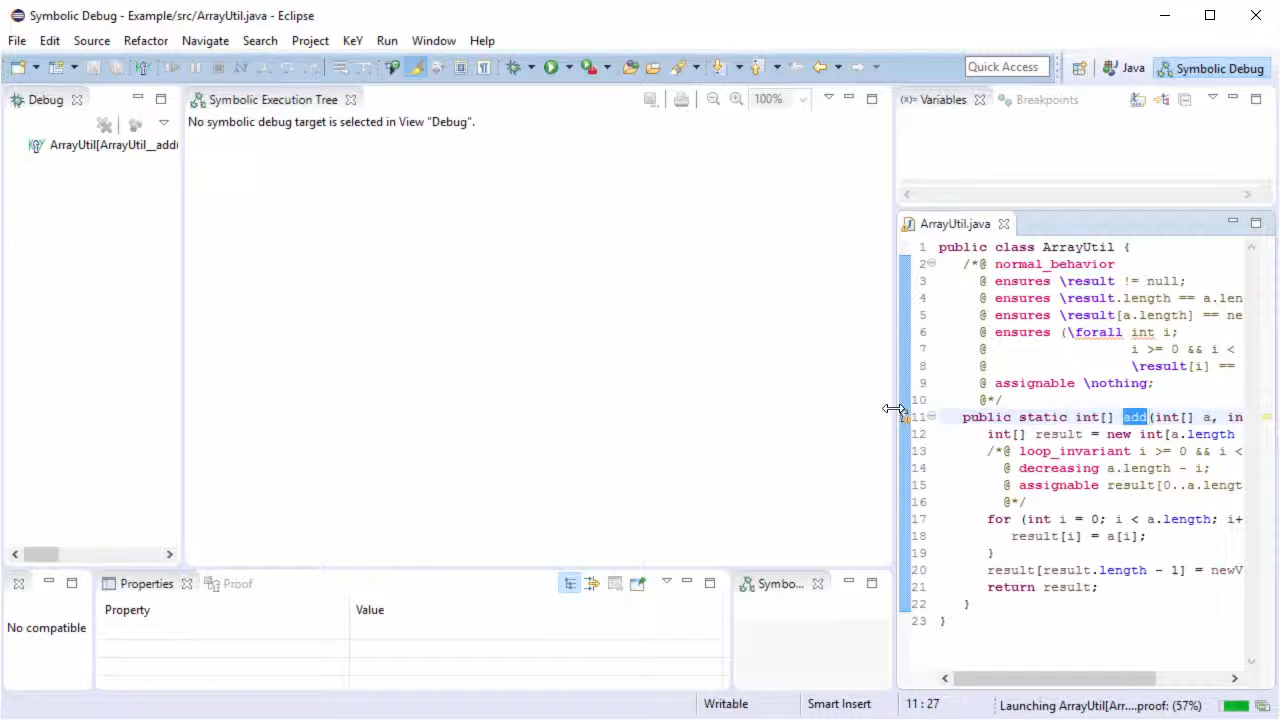 Symbolic Debug - Example/src/ArrayUtil.java - Eclipse
File Edit Source Refactor Navigate Search Project KeY Run Window Help
Quick Access Java Symbolic Debug
Debug
ArrayUtil[ArrayUtil__add(
Symbolic Execution Tree 100%
No symbolic debug target is selected in View "Debug".
(x)= Variables Breakpoints
ArrayUtil.java
1 public class ArrayUtil {
2 /*@ normal_behavior
3 @ ensures \result != null;
4 @ ensures \result.length == a.len
5 @ ensures \result[a.length] == ne
6 @ ensures (\forall int i;
7 @ i >= 0 && i <
8 @ \result[i] ==
9 @ assignable \nothing;
10 @*/
11 public static int[] add(int[] a, in
12 int[] result = new int[a.length
13 /*@ loop_invariant i >= 0 && i <
14 @ decreasing a.length - i;
15 @ assignable result[0..a.lengt
16 @*/
17 for (int i = 0; i < a.length; i+
18 result[i] = a[i];
19 }
20 result[result.length - 1] = newV
21 return result;
22 }
23 }
No compatible
Properties Proof
Property Value
Symbo...
Writable Smart Insert 11 : 27 Launching ArrayUtil[Arr....proof: (57%)